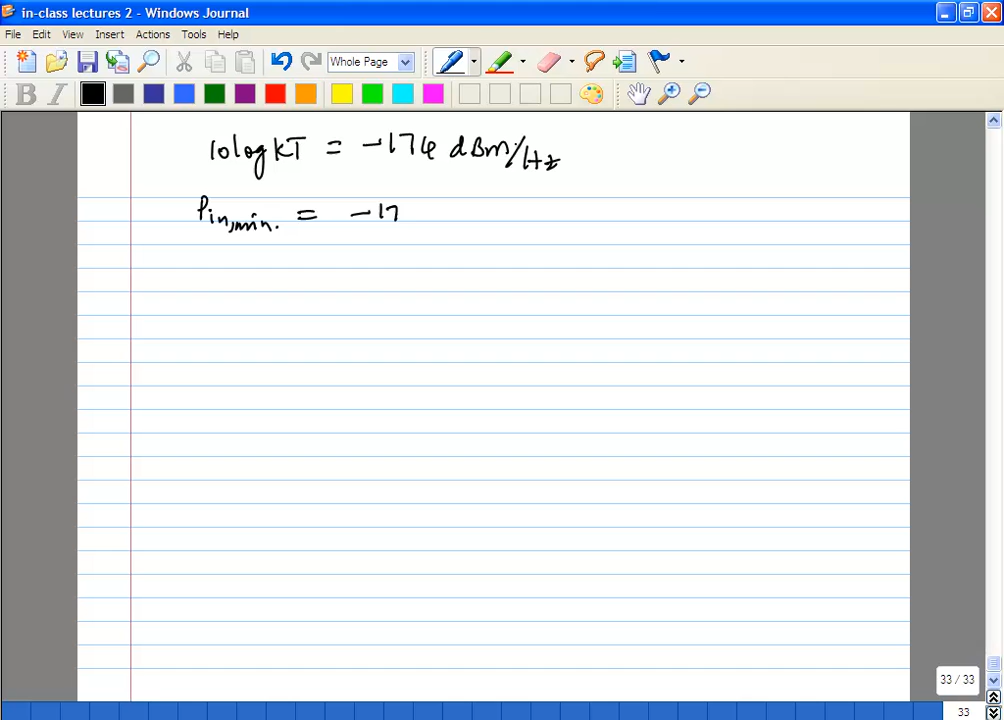 in-class lectures 2 - Windows Journal
File Edit View Insert Actions Tools Help
Whole Page
B I
10logkT = -174 dBm/Hz
Pin,min. = -17
33 / 33
33